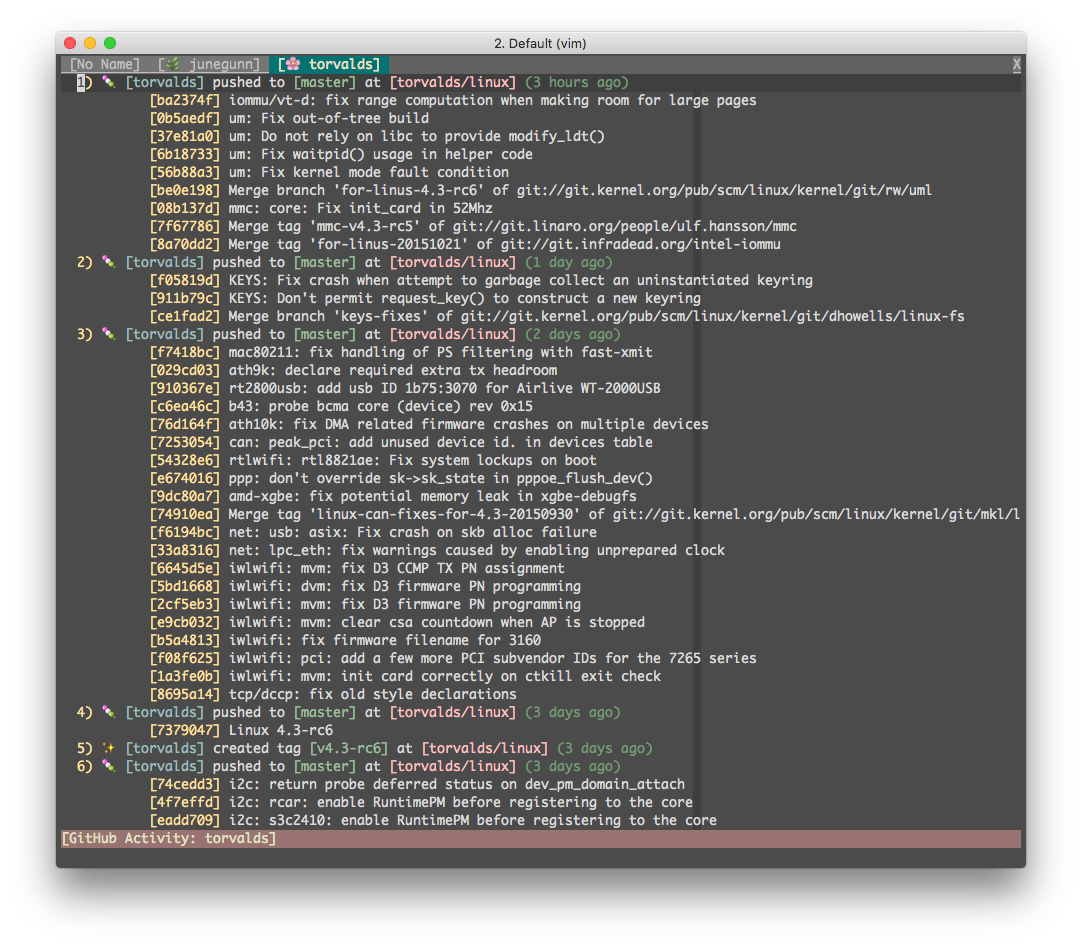 2. Default (vim)
[No Name] [🌿 junegunn] [🌸 torvalds] X
1) [torvalds] pushed to [master] at [torvalds/linux] (3 hours ago)
[ba2374f] iommu/vt-d: fix range computation when making room for large pages
[0b5aedf] um: Fix out-of-tree build
[37e81a0] um: Do not rely on libc to provide modify_ldt()
[6b18733] um: Fix waitpid() usage in helper code
[56b88a3] um: Fix kernel mode fault condition
[be0e198] Merge branch 'for-linus-4.3-rc6' of git://git.kernel.org/pub/scm/linux/kernel/git/rw/uml
[08b137d] mmc: core: Fix init_card in 52Mhz
[7f67786] Merge tag 'mmc-v4.3-rc5' of git://git.linaro.org/people/ulf.hansson/mmc
[8a70dd2] Merge tag 'for-linus-20151021' of git://git.infradead.org/intel-iommu
2) [torvalds] pushed to [master] at [torvalds/linux] (1 day ago)
[f05819d] KEYS: Fix crash when attempt to garbage collect an uninstantiated keyring
[911b79c] KEYS: Don't permit request_key() to construct a new keyring
[ce1fad2] Merge branch 'keys-fixes' of git://git.kernel.org/pub/scm/linux/kernel/git/dhowells/linux-fs
3) [torvalds] pushed to [master] at [torvalds/linux] (2 days ago)
[f7418bc] mac80211: fix handling of PS filtering with fast-xmit
[029cd03] ath9k: declare required extra tx headroom
[910367e] rt2800usb: add usb ID 1b75:3070 for Airlive WT-2000USB
[c6ea46c] b43: probe bcma core (device) rev 0x15
[76d164f] ath10k: fix DMA related firmware crashes on multiple devices
[7253054] can: peak_pci: add unused device id. in devices table
[54328e6] rtlwifi: rtl8821ae: Fix system lockups on boot
[e674016] ppp: don't override sk->sk_state in pppoe_flush_dev()
[9dc80a7] amd-xgbe: fix potential memory leak in xgbe-debugfs
[74910ea] Merge tag 'linux-can-fixes-for-4.3-20150930' of git://git.kernel.org/pub/scm/linux/kernel/git/mkl/l
[f6194bc] net: usb: asix: Fix crash on skb alloc failure
[33a8316] net: lpc_eth: fix warnings caused by enabling unprepared clock
[6645d5e] iwlwifi: mvm: fix D3 CCMP TX PN assignment
[5bd1668] iwlwifi: dvm: fix D3 firmware PN programming
[2cf5eb3] iwlwifi: mvm: fix D3 firmware PN programming
[e9cb032] iwlwifi: mvm: clear csa countdown when AP is stopped
[b5a4813] iwlwifi: fix firmware filename for 3160
[f08f625] iwlwifi: pci: add a few more PCI subvendor IDs for the 7265 series
[1a3fe0b] iwlwifi: mvm: init card correctly on ctkill exit check
[8695a14] tcp/dccp: fix old style declarations
4) [torvalds] pushed to [master] at [torvalds/linux] (3 days ago)
[7379047] Linux 4.3-rc6
5) ✨ [torvalds] created tag [v4.3-rc6] at [torvalds/linux] (3 days ago)
6) [torvalds] pushed to [master] at [torvalds/linux] (3 days ago)
[74cedd3] i2c: return probe deferred status on dev_pm_domain_attach
[4f7effd] i2c: rcar: enable RuntimePM before registering to the core
[eadd709] i2c: s3c2410: enable RuntimePM before registering to the core
[GitHub Activity: torvalds]